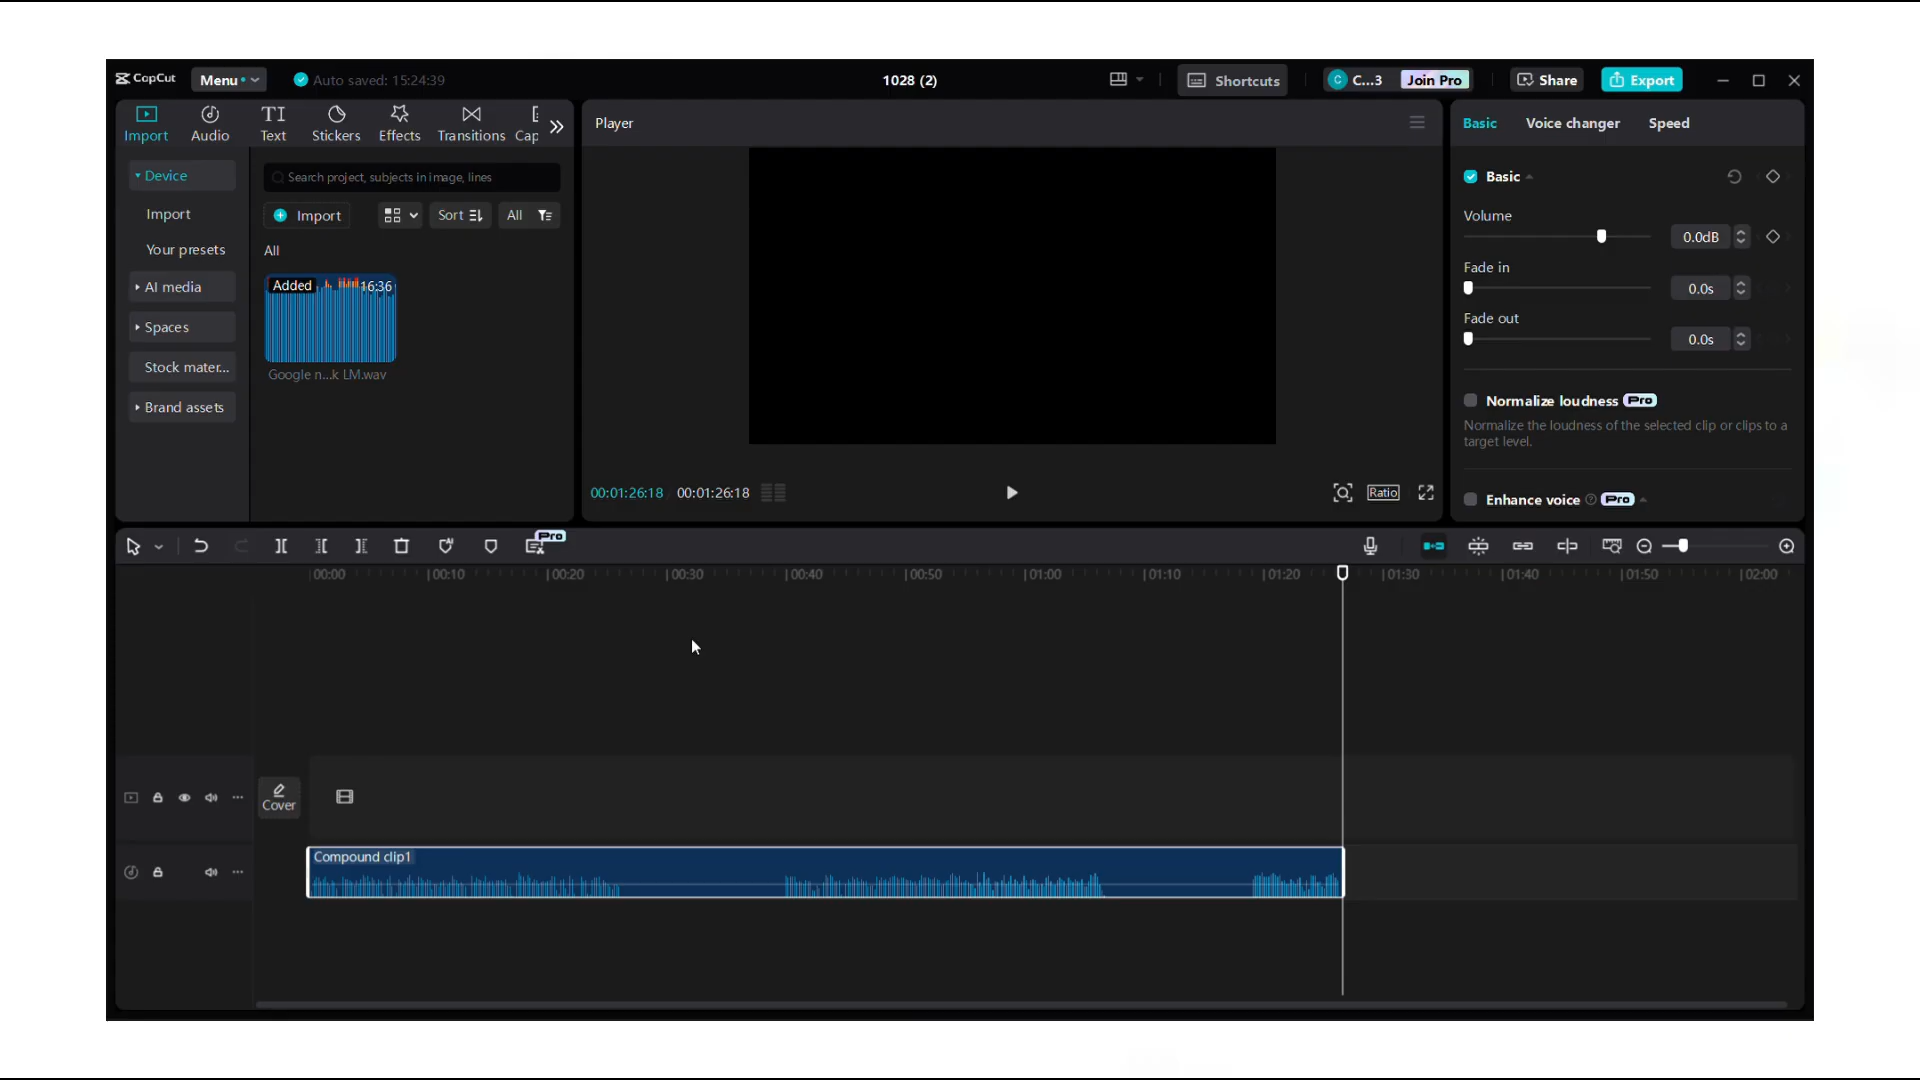 CapCut Menu Auto saved: 15:24:39 1028 (2) Shortcuts C C...3 Join Pro Share Export
Import Audio Text Stickers Effects Transitions Cap
Device
Import
Your presets
AI media
Spaces
Stock mater...
Brand assets
Search project, subjects in image, lines
Import Sort All
All
Added 16:36
Google n...k LM.wav
Player
00:01:26:18 00:01:26:18 Ratio
Basic Voice changer Speed
Basic
Volume
0.0dB
Fade in
0.0s
Fade out
0.0s
Normalize loudness Pro
Normalize the loudness of the selected clip or clips to a
target level.
Enhance voice Pro
Pro
00:00 00:10 00:20 00:30 00:40 00:50 01:00 01:10 01:20 01:30 01:40 01:50 02:00
Cover
Compound clip1